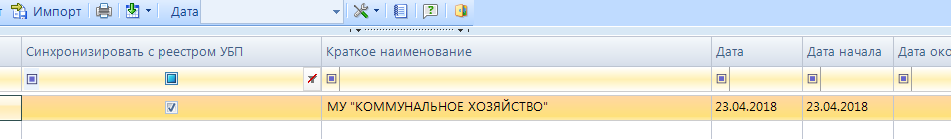 Импорт Дата
Синхронизировать с реестром УБП Краткое наименование Дата Дата начала Дата око
МУ "КОММУНАЛЬНОЕ ХОЗЯЙСТВО" 23.04.2018 23.04.2018